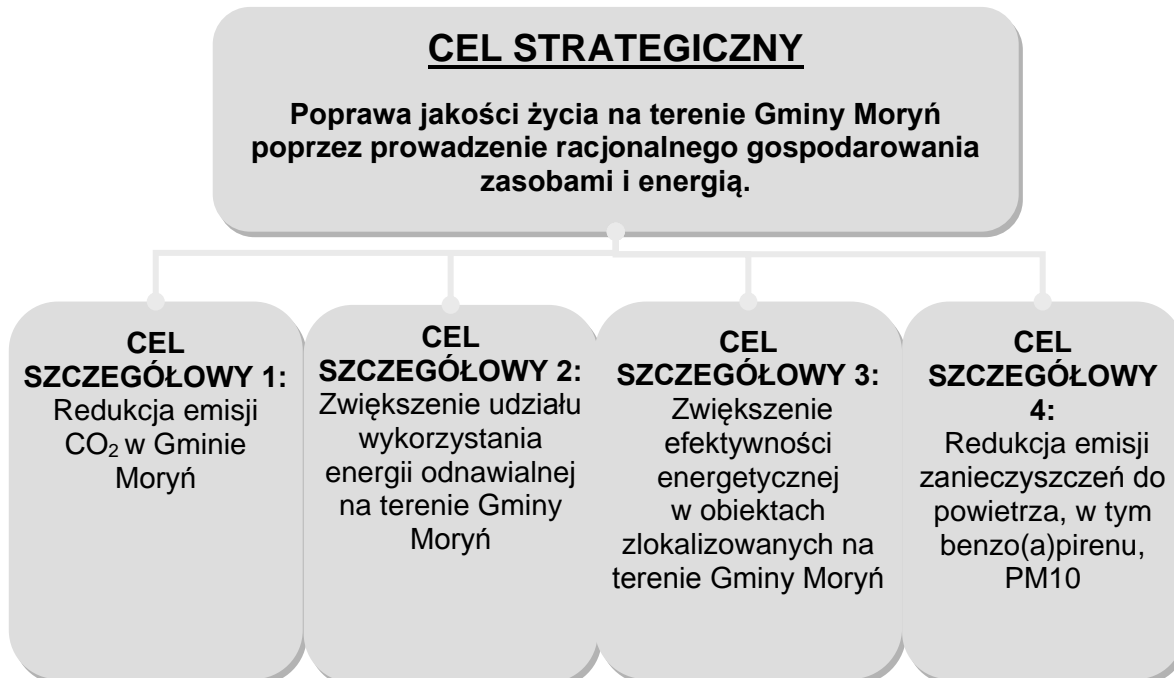 CEL STRATEGICZNY
Poprawa jakości życia na terenie Gminy Moryń
poprzez prowadzenie racjonalnego gospodarowania
zasobami i energią.
CEL
SZCZEGÓŁOWY 1:
Redukcja emisji
CO₂ w Gminie
Moryń
CEL
SZCZEGÓŁOWY 2:
Zwiększenie udziału
wykorzystania
energii odnawialnej
na terenie Gminy
Moryń
CEL
SZCZEGÓŁOWY 3:
Zwiększenie
efektywności
energetycznej
w obiektach
zlokalizowanych na
terenie Gminy Moryń
CEL
SZCZEGÓŁOWY
4:
Redukcja emisji
zanieczyszczeń do
powietrza, w tym
benzo(a)pirenu,
PM10